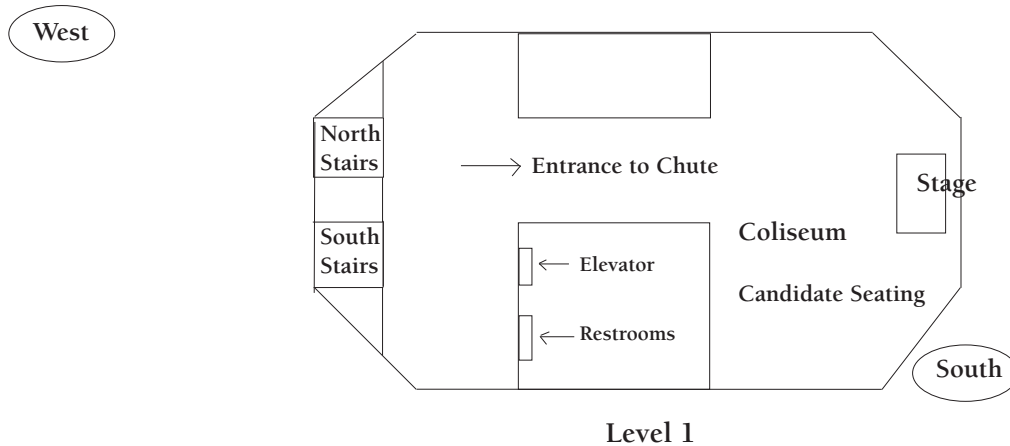 West
North
Stairs
Entrance to Chute
Stage
South
Stairs
Coliseum
Elevator
Candidate Seating
Restrooms
South
Level 1